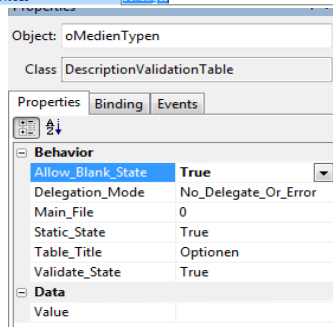 Properties
Object: oMedienTypen
Class DescriptionValidationTable
Properties Binding Events
Behavior
Allow_Blank_State True
Delegation_Mode No_Delegate_Or_Error
Main_File 0
Static_State True
Table_Title Optionen
Validate_State True
Data
Value